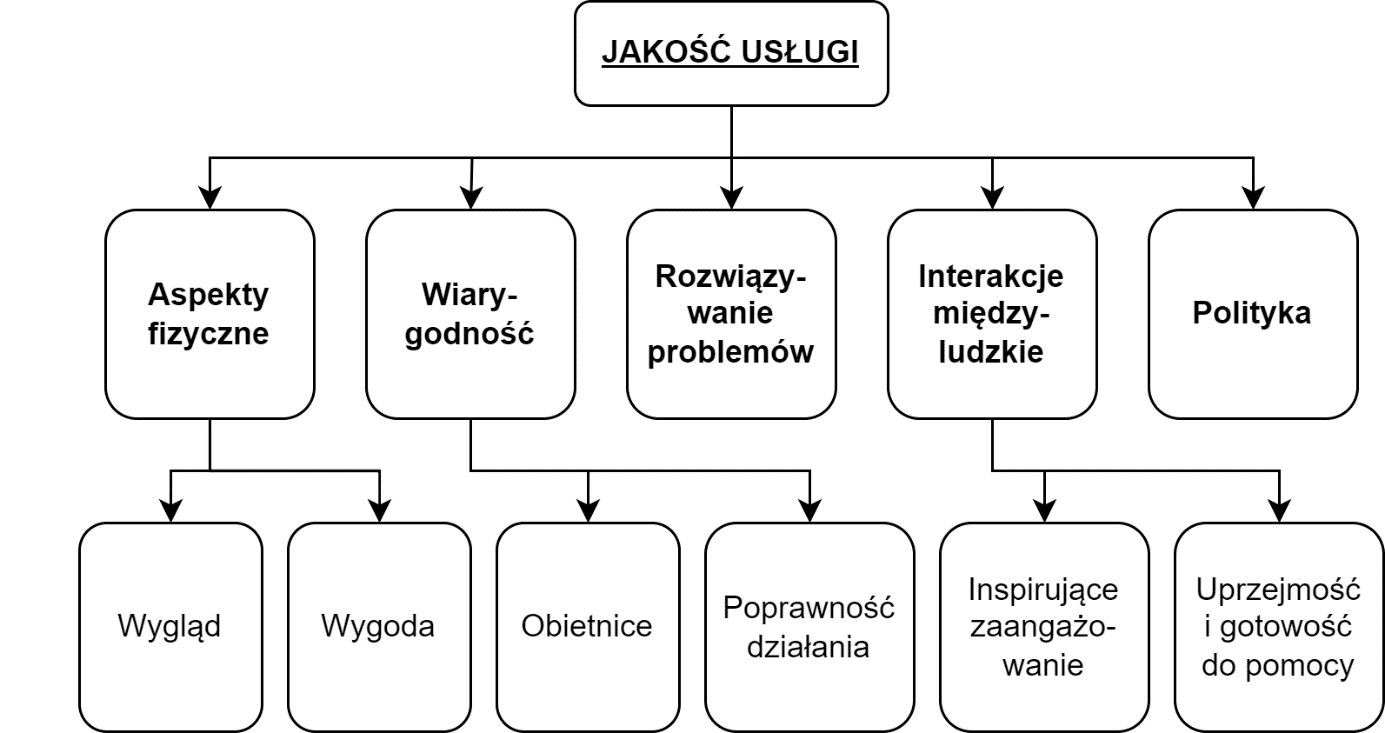 JAKOŚĆ USŁUGI
Aspekty
fizyczne
Wiary-
godność
Rozwiązy-
wanie
problemów
Interakcje
między-
ludzkie
Polityka
Wygląd
Wygoda
Obietnice
Poprawność
działania
Inspirujące
zaangażo-
wanie
Uprzejmość
i gotowość
do pomocy